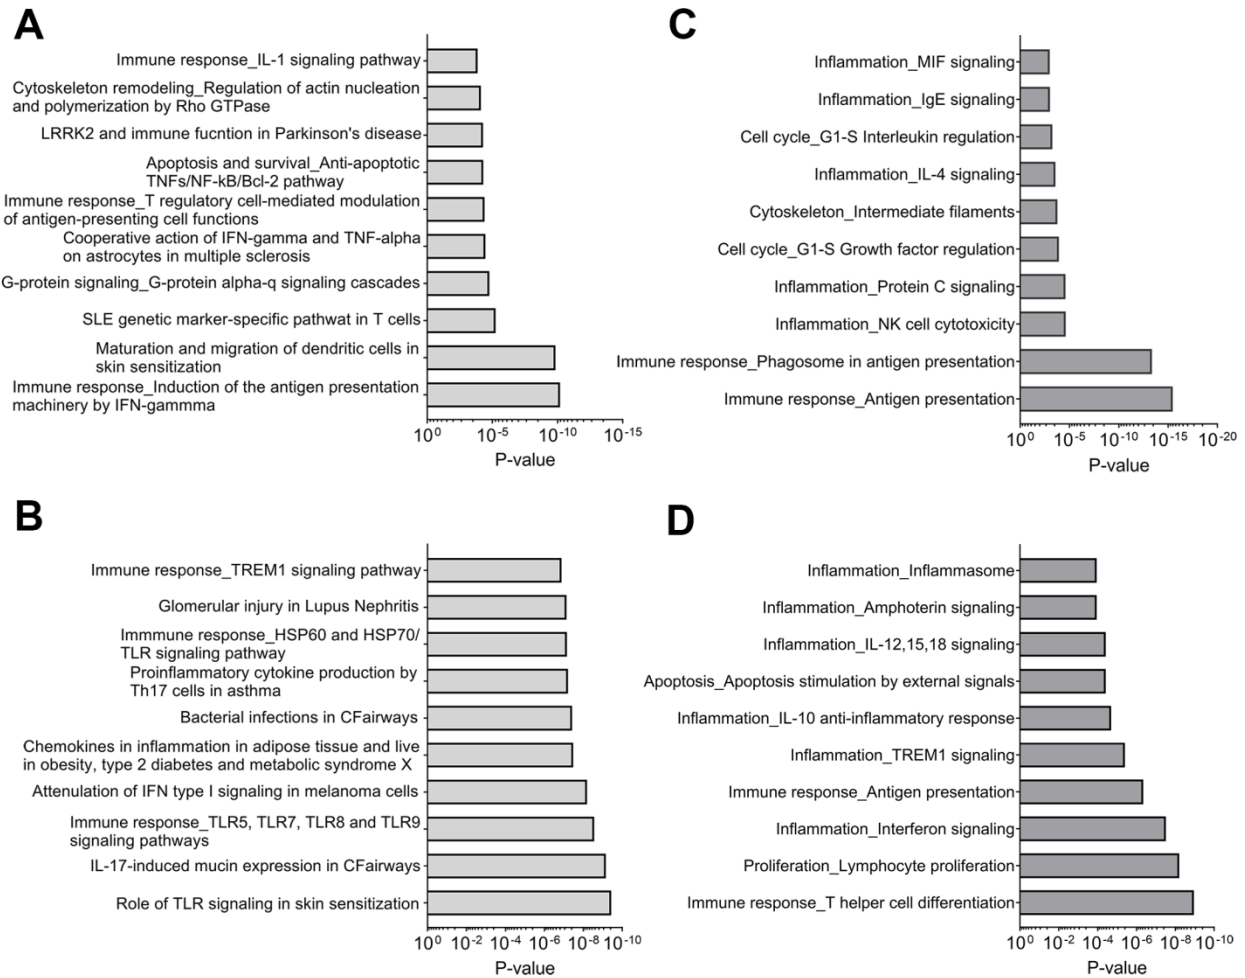 A
Immune response_IL-1 signaling pathway
Cytoskeleton remodeling_Regulation of actin nucleation
and polymerization by Rho GTPase
LRRK2 and immune fucntion in Parkinson's disease
Apoptosis and survival_Anti-apoptotic
TNFs/NF-kB/Bcl-2 pathway
Immune response_T regulatory cell-mediated modulation
of antigen-presenting cell functions
Cooperative action of IFN-gamma and TNF-alpha
on astrocytes in multiple sclerosis
G-protein signaling_G-protein alpha-q signaling cascades
SLE genetic marker-specific pathwat in T cells
Maturation and migration of dendritic cells in
skin sensitization
Immune response_Induction of the antigen presentation
machinery by IFN-gammma
10⁰ 10⁻⁵ 10⁻¹⁰ 10⁻¹⁵
P-value
C
Inflammation_MIF signaling
Inflammation_IgE signaling
Cell cycle_G1-S Interleukin regulation
Inflammation_IL-4 signaling
Cytoskeleton_Intermediate filaments
Cell cycle_G1-S Growth factor regulation
Inflammation_Protein C signaling
Inflammation_NK cell cytotoxicity
Immune response_Phagosome in antigen presentation
Immune response_Antigen presentation
10⁰ 10⁻⁵ 10⁻¹⁰ 10⁻¹⁵ 10⁻²⁰
P-value
B
Immune response_TREM1 signaling pathway
Glomerular injury in Lupus Nephritis
Immmune response_HSP60 and HSP70/
TLR signaling pathway
Proinflammatory cytokine production by
Th17 cells in asthma
Bacterial infections in CFairways
Chemokines in inflammation in adipose tissue and live
in obesity, type 2 diabetes and metabolic syndrome X
Attenulation of IFN type I signaling in melanoma cells
Immune response_TLR5, TLR7, TLR8 and TLR9
signaling pathways
IL-17-induced mucin expression in CFairways
Role of TLR signaling in skin sensitization
10⁰ 10⁻² 10⁻⁴ 10⁻⁶ 10⁻⁸ 10⁻¹⁰
P-value
D
Inflammation_Inflammasome
Inflammation_Amphoterin signaling
Inflammation_IL-12,15,18 signaling
Apoptosis_Apoptosis stimulation by external signals
Inflammation_IL-10 anti-inflammatory response
Inflammation_TREM1 signaling
Immune response_Antigen presentation
Inflammation_Interferon signaling
Proliferation_Lymphocyte proliferation
Immune response_T helper cell differentiation
10⁰ 10⁻² 10⁻⁴ 10⁻⁶ 10⁻⁸ 10⁻¹⁰
P-value